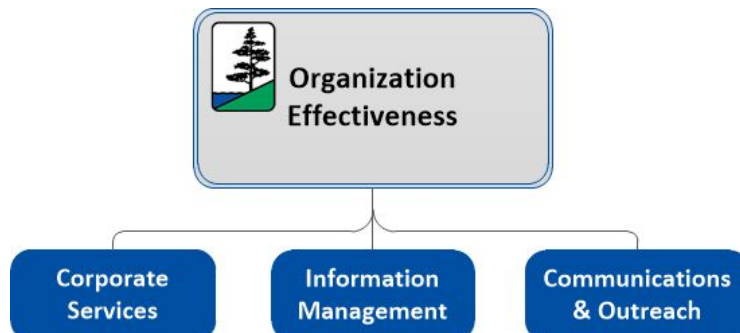 Organization
Effectiveness
Corporate
Services
Information
Management
Communications
& Outreach